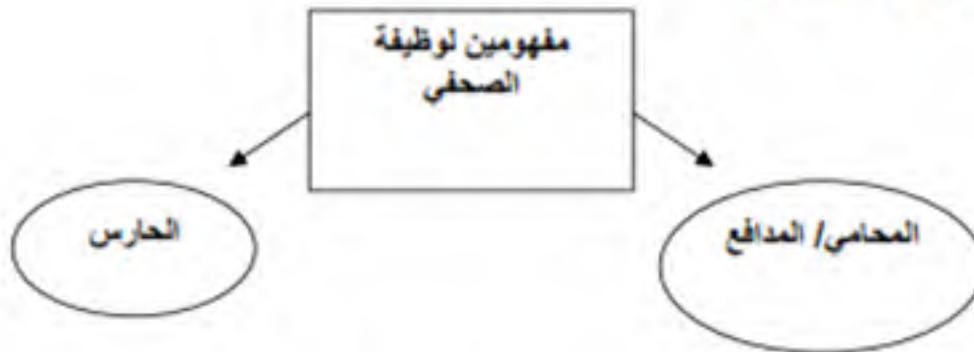 مفهومين لوظيفة
الصحفي
المحامي/ المدافع
الحارس